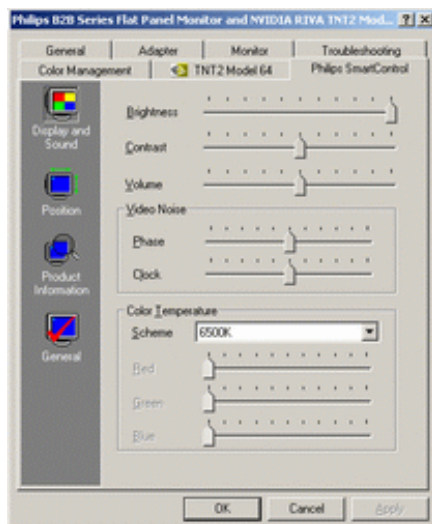 Philips B2B Series Flat Panel Monitor and NVIDIA RIVA TNT2 Mod...
General Adapter Monitor Troubleshooting
Color Management TNT2 Model 64 Philips SmartControl
Display and
Sound
Position
Product
Information
General
Brightness
Contrast
Volume
Video Noise
Phase
Clock
Color Temperature
Scheme 6500K
Red
Green
Blue
OK Cancel Apply